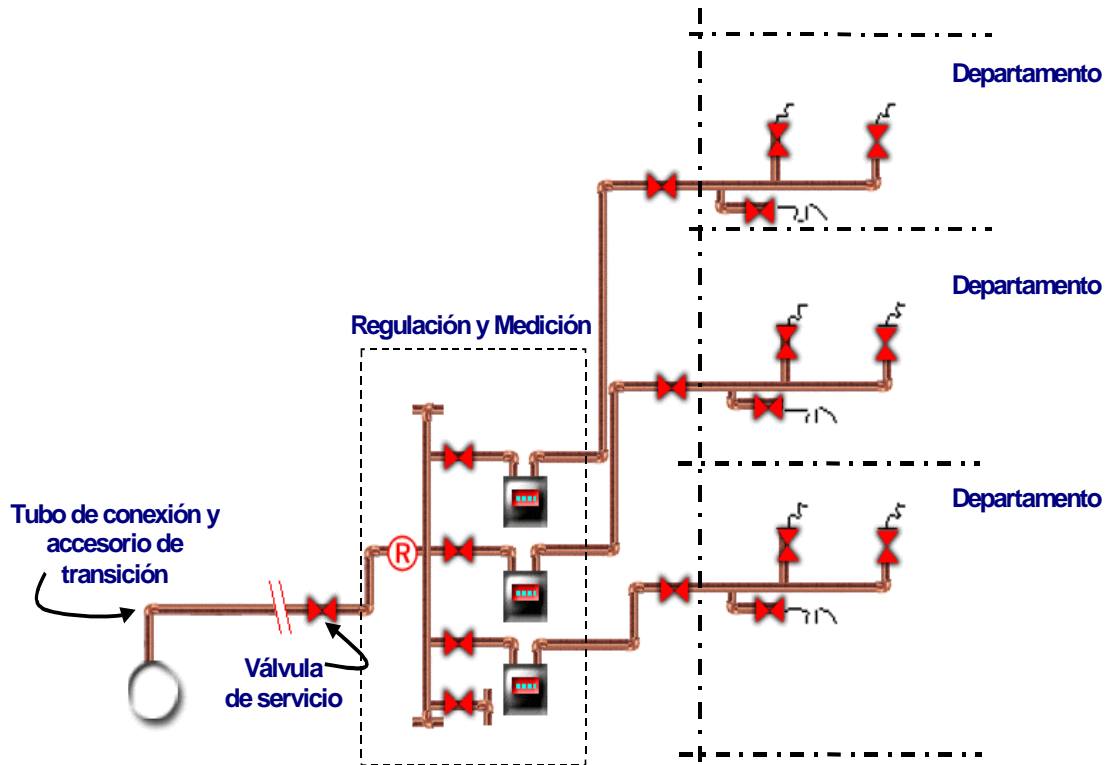 Departamento
Departamento
Regulación y Medición
Departamento
Tubo de conexión y
accesorio de
transición
R
Válvula
de servicio